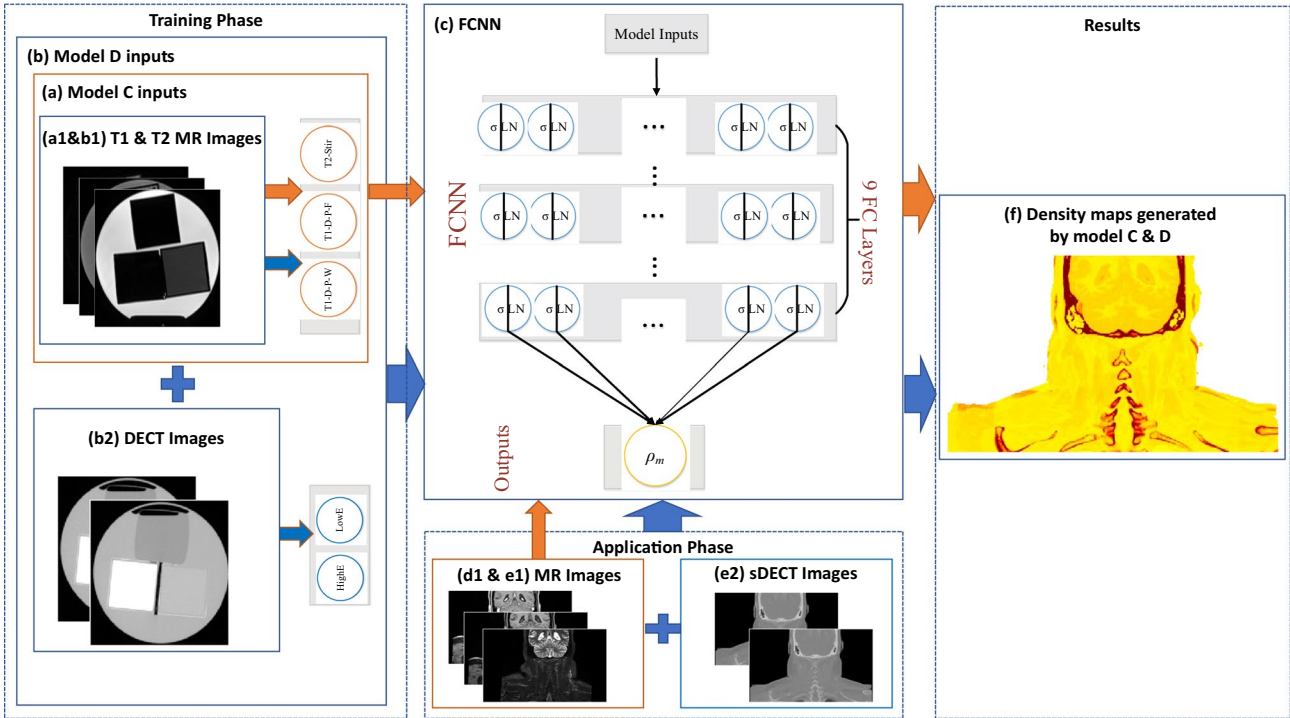 Training Phase
(b) Model D inputs
(a) Model C inputs
(a1&b1) T1 & T2 MR Images
T2-Stir
T1-D-P-F
T1-D-P-W
(b2) DECT Images
LowE
HighE
(c) FCNN
Model Inputs
σ LN σ LN ... σ LN σ LN
...
FCNN
σ LN σ LN ... σ LN σ LN
...
σ LN σ LN ... σ LN σ LN
9 FC Layers
Outputs
ρm
Application Phase
(d1 & e1) MR Images
(e2) sDECT Images
Results
(f) Density maps generated
by model C & D